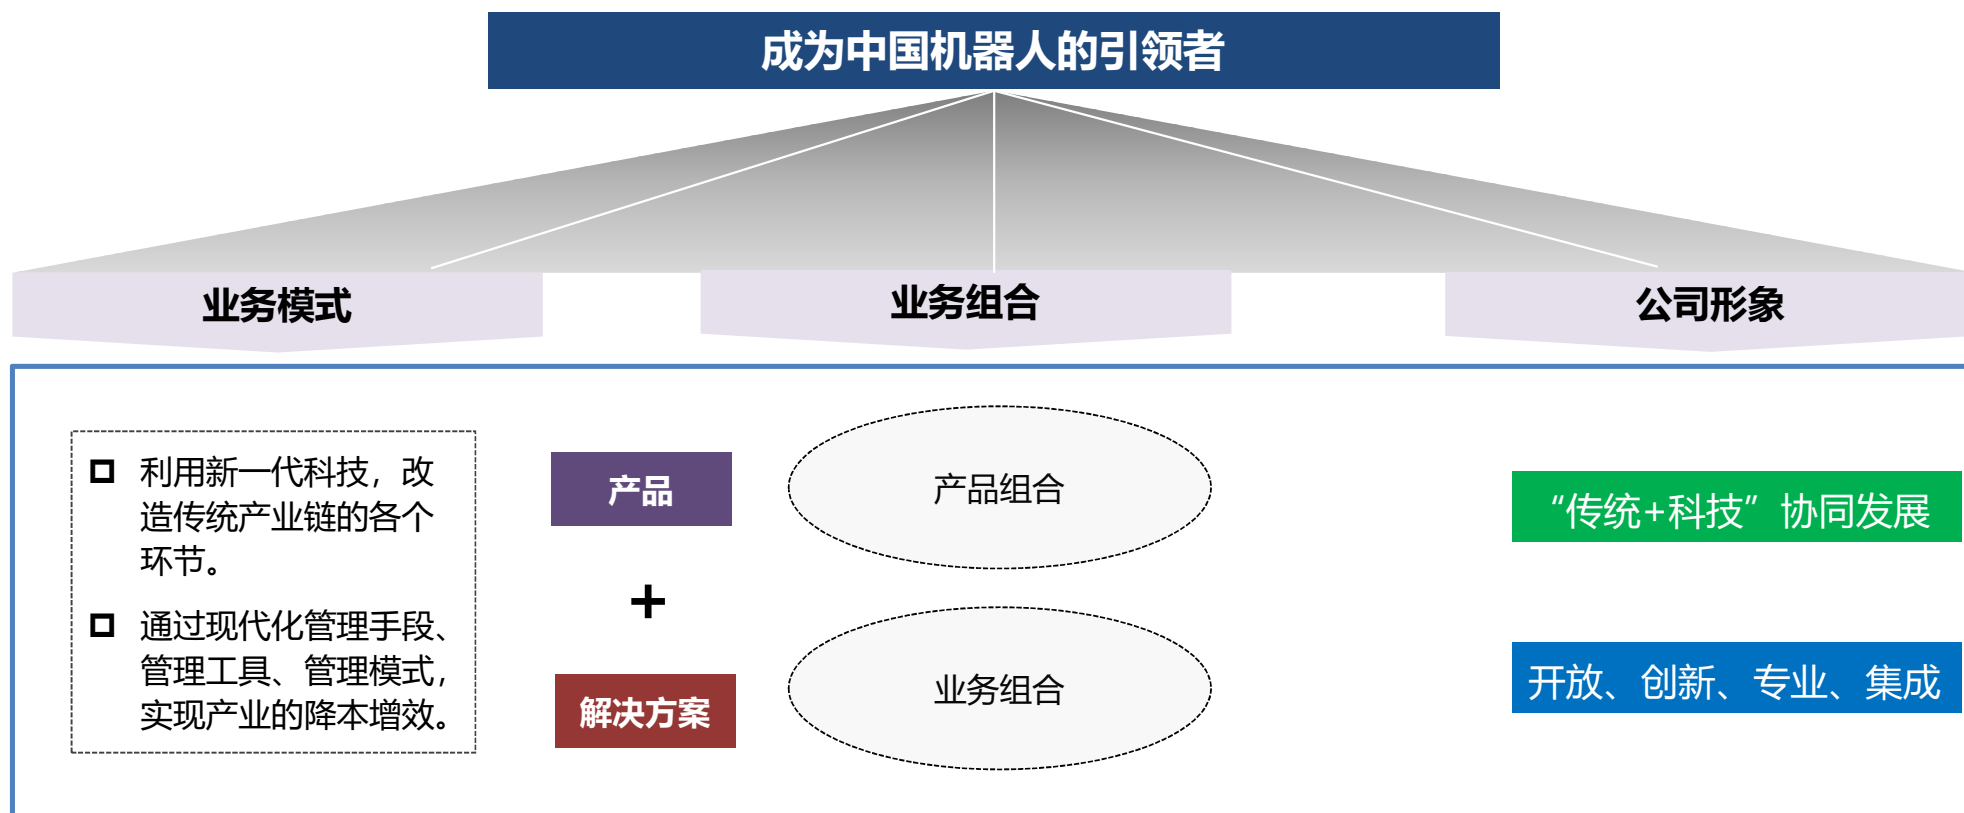 成为中国机器人的引领者
业务模式
业务组合
公司形象
利用新一代科技，改
造传统产业链的各个
环节。
通过现代化管理手段、
管理工具、管理模式，
实现产业的降本增效。
产品
+
解决方案
产品组合
业务组合
“传统+科技”协同发展
开放、创新、专业、集成